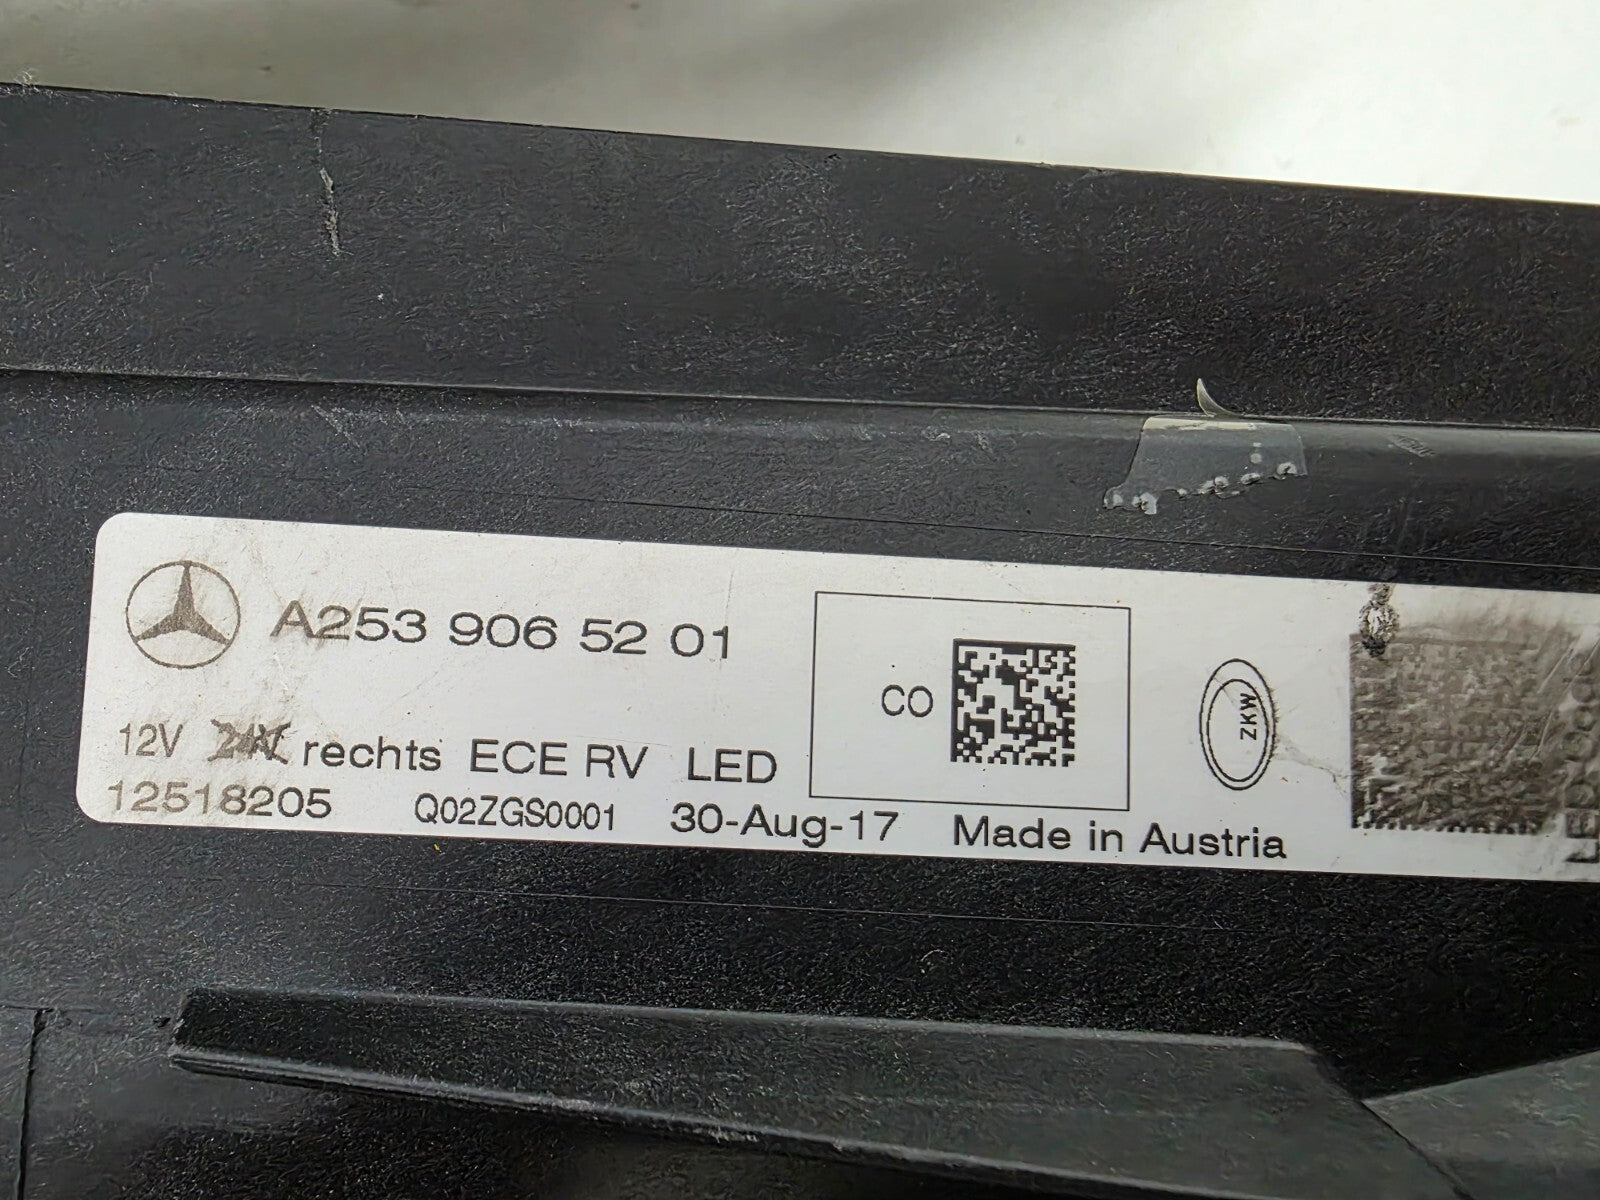 A253 906 52 01
12V 24V rechts ECE RV LED
12518205 Q02ZGS0001 30-Aug-17 Made in Austria
CO
ZKW